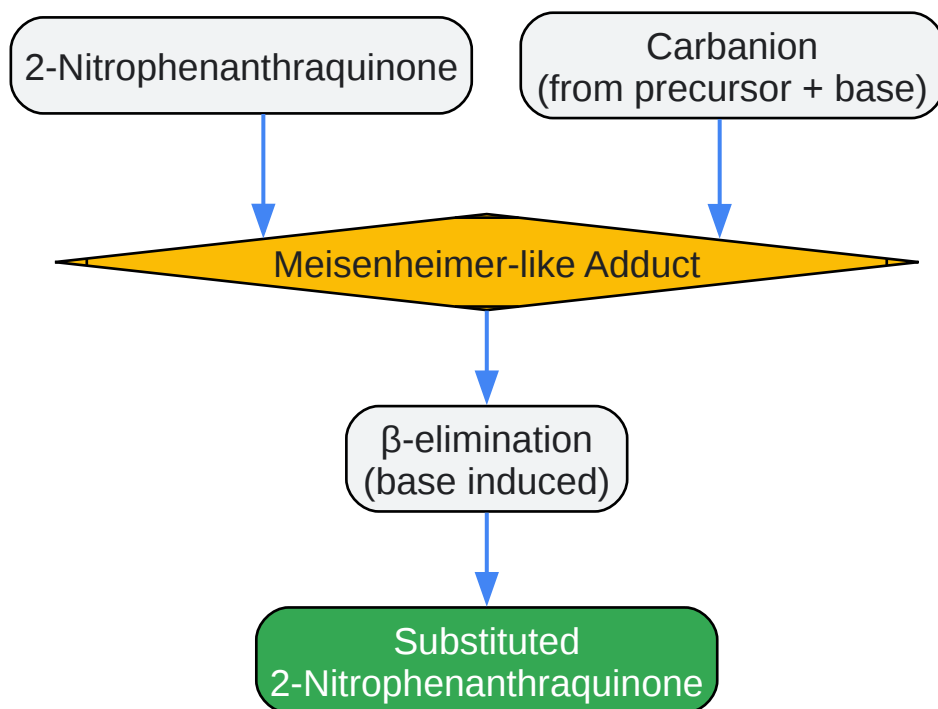 2-Nitrophenanthraquinone
Carbanion
(from precursor + base)
Meisenheimer-like Adduct
β-elimination
(base induced)
Substituted
2-Nitrophenanthraquinone